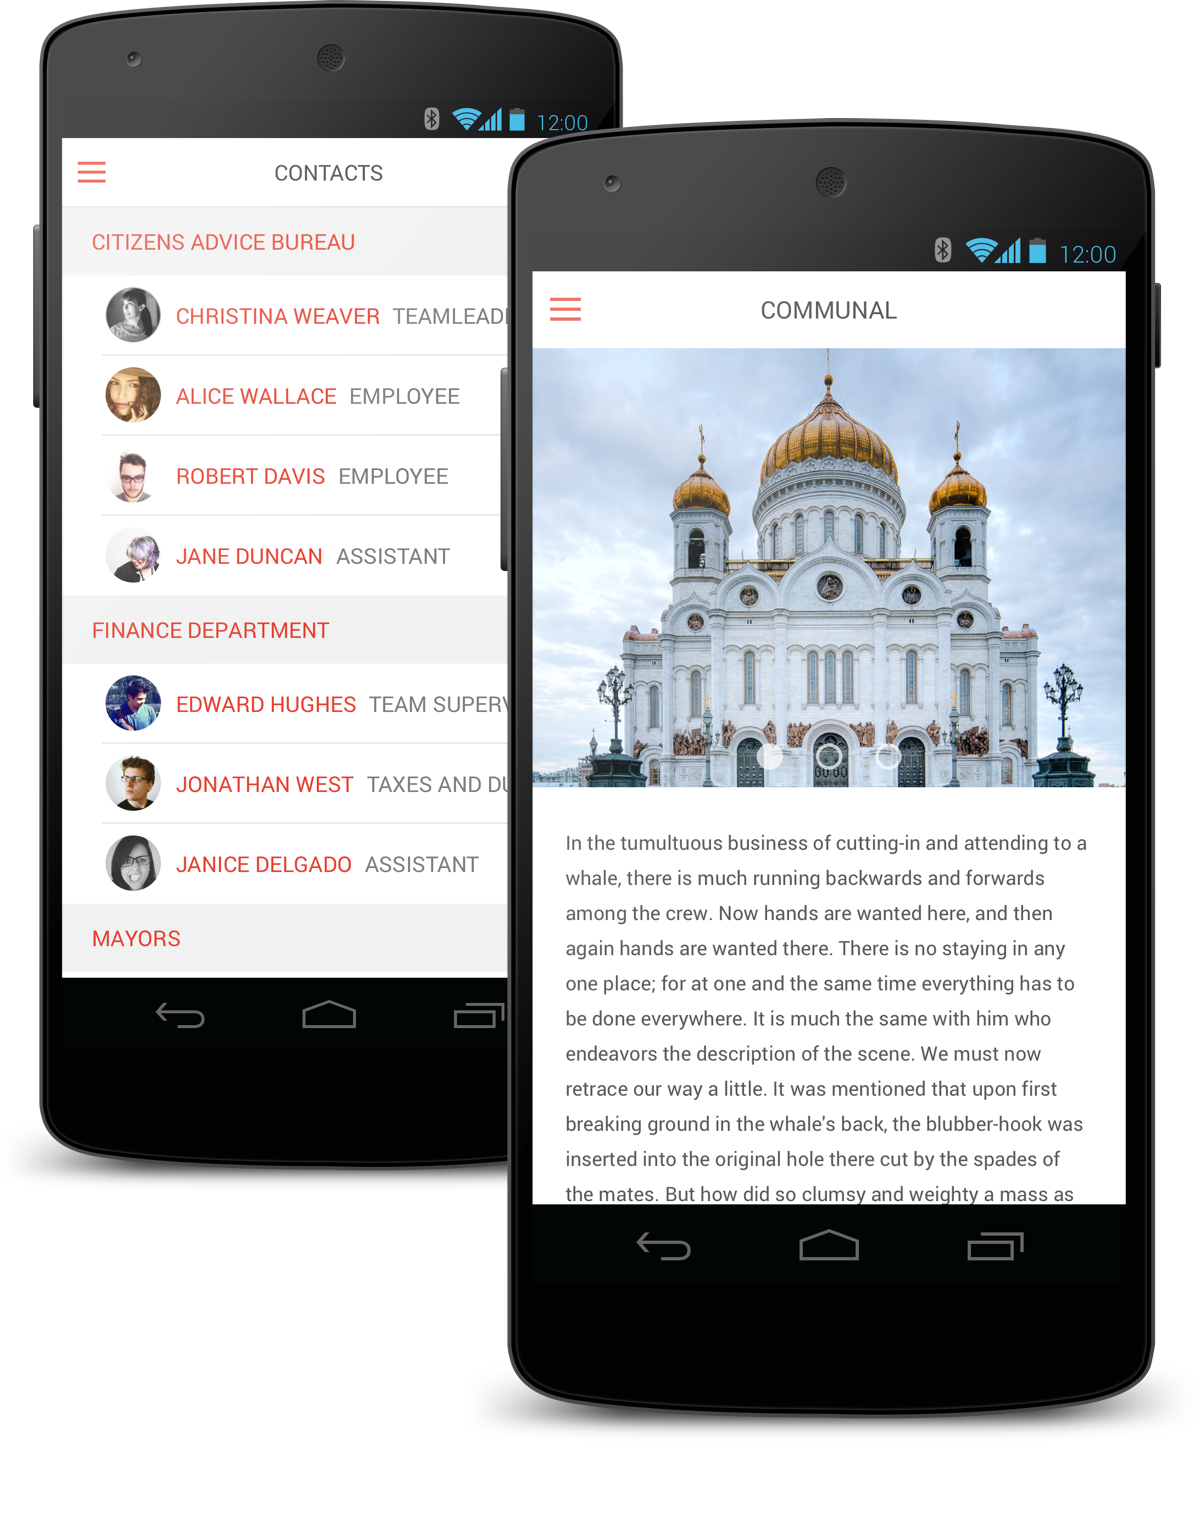 12:00
CONTACTS
CITIZENS ADVICE BUREAU
CHRISTINA WEAVER TEAMLEAD
ALICE WALLACE EMPLOYEE
ROBERT DAVIS EMPLOYEE
JANE DUNCAN ASSISTANT
FINANCE DEPARTMENT
EDWARD HUGHES TEAM SUPERV
JONATHAN WEST TAXES AND DU
JANICE DELGADO ASSISTANT
MAYORS
12:00
COMMUNAL
In the tumultuous business of cutting-in and attending to a
whale, there is much running backwards and forwards
among the crew. Now hands are wanted here, and then
again hands are wanted there. There is no staying in any
one place; for at one and the same time everything has to
be done everywhere. It is much the same with him who
endeavors the description of the scene. We must now
retrace our way a little. It was mentioned that upon first
breaking ground in the whale's back, the blubber-hook was
inserted into the original hole there cut by the spades of
the mates. But how did so clumsy and weighty a mass as